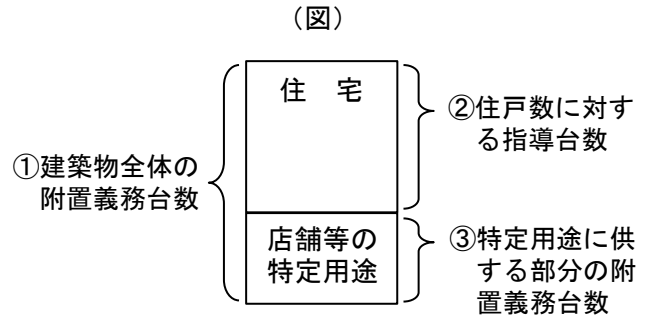 （図）
住　宅
①建築物全体の
附置義務台数
②住戸数に対す
る指導台数
店舗等の
特定用途
③特定用途に供
する部分の附
置義務台数